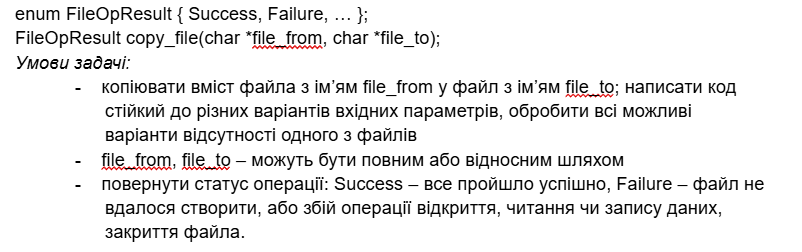 enum FileOpResult { Success, Failure, … };
FileOpResult copy_file(char *file_from, char *file_to);
Умови задачі:
- копіювати вміст файла з ім’ям file_from у файл з ім’ям file_to; написати код
стійкий до різних варіантів вхідних параметрів, обробити всі можливі
варіанти відсутності одного з файлів
- file_from, file_to – можуть бути повним або відносним шляхом
- повернути статус операції: Success – все пройшло успішно, Failure – файл не
вдалося створити, або збій операції відкриття, читання чи запису даних,
закриття файла.